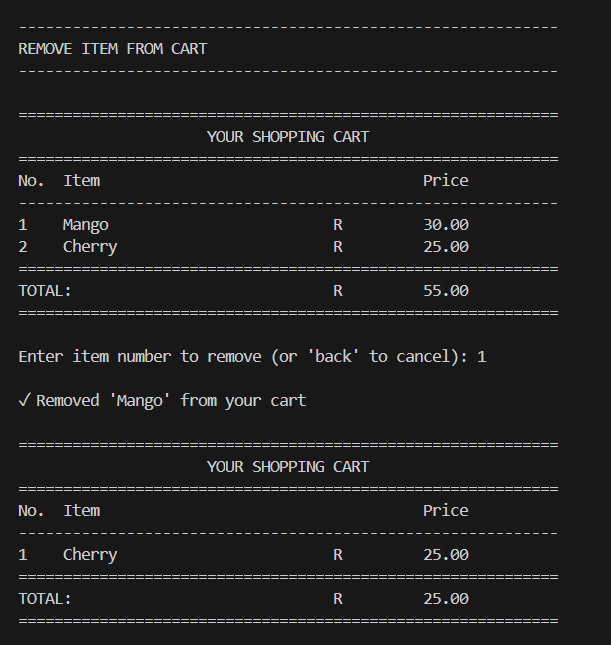 ------------------------------------------------------------
REMOVE ITEM FROM CART
------------------------------------------------------------
============================================================
                     YOUR SHOPPING CART
============================================================
No.  Item                                    Price
------------------------------------------------------------
1    Mango                         R         30.00
2    Cherry                        R         25.00
============================================================
TOTAL:                             R         55.00
============================================================
Enter item number to remove (or 'back' to cancel): 1
✓ Removed 'Mango' from your cart
============================================================
                     YOUR SHOPPING CART
============================================================
No.  Item                                    Price
------------------------------------------------------------
1    Cherry                        R         25.00
============================================================
TOTAL:                             R         25.00
============================================================